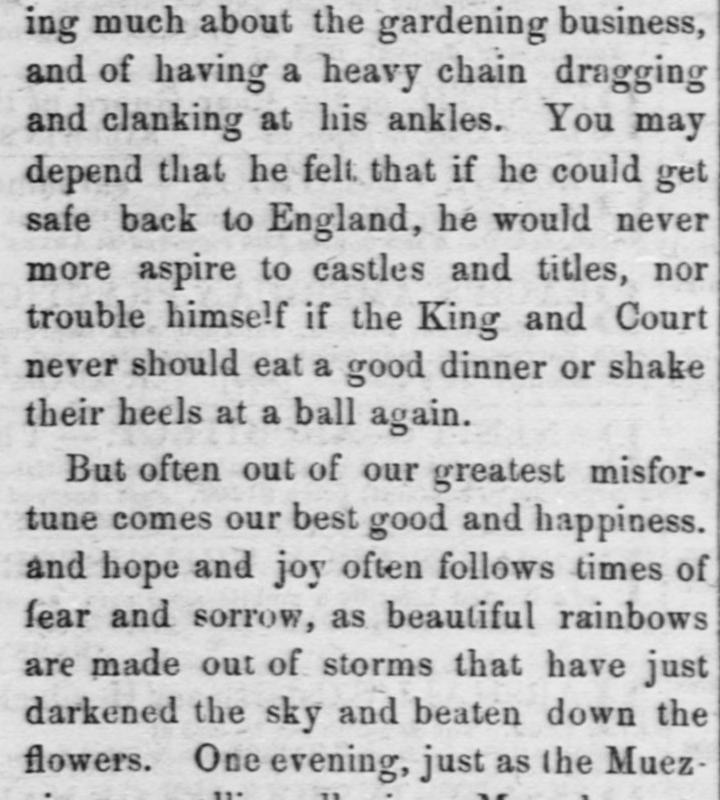 ing much about the gardening business,
and of having a heavy chain dragging
and clanking at his ankles. You may
depend that he felt that if he could get
safe back to England, he would never
more aspire to castles and titles, nor
trouble himself if the King and Court
never should eat a good dinner or shake
their heels at a ball again.
But often out of our greatest misfor-
tune comes our best good and happiness.
and hope and joy often follows times of
fear and sorrow, as beautiful rainbows
are made out of storms that have just
darkened the sky and beaten down the
flowers. One evening, just as the Muez-